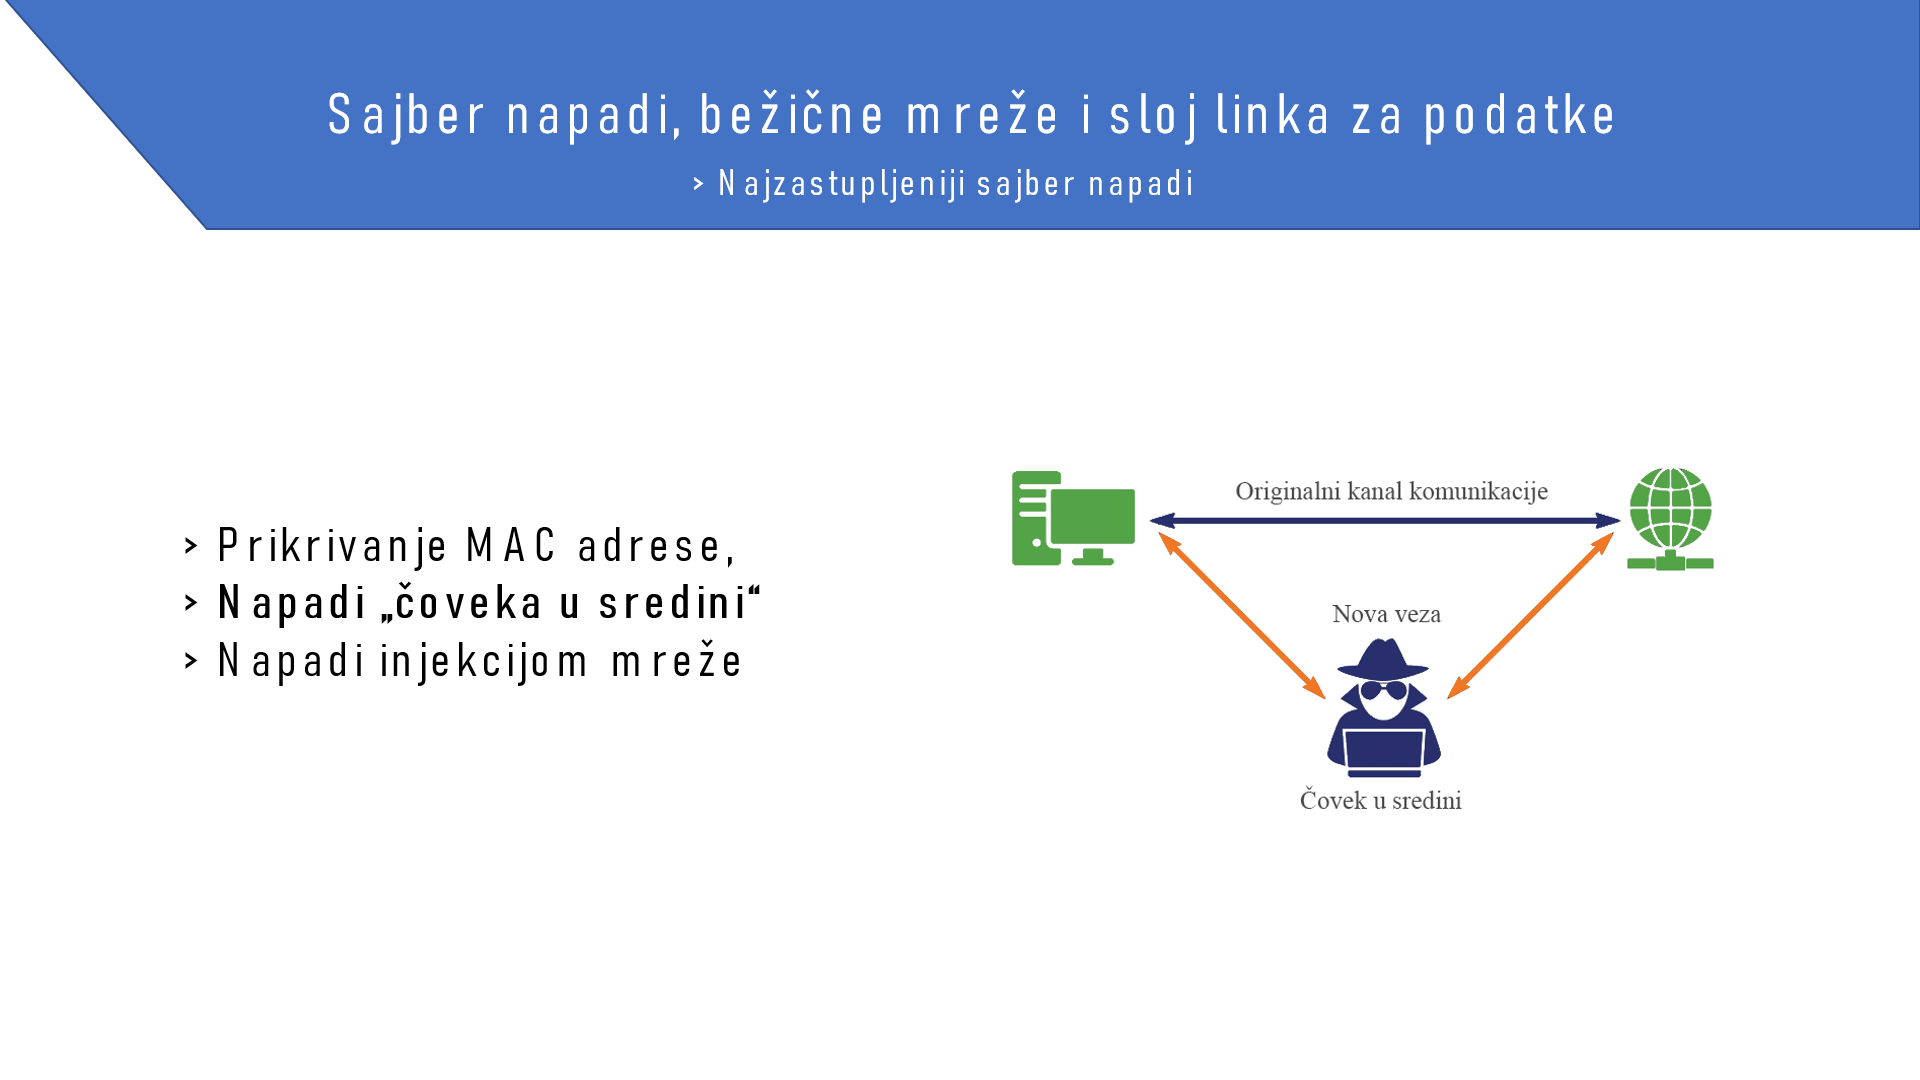 Sajber napadi, bežične mreže i sloj linka za podatke
> Najzastupljeniji sajber napadi
> Prikrivanje MAC adrese,
> Napadi „čoveka u sredini“
> Napadi injekcijom mreže
Originalni kanal komunikacije
Nova veza
Čovek u sredini